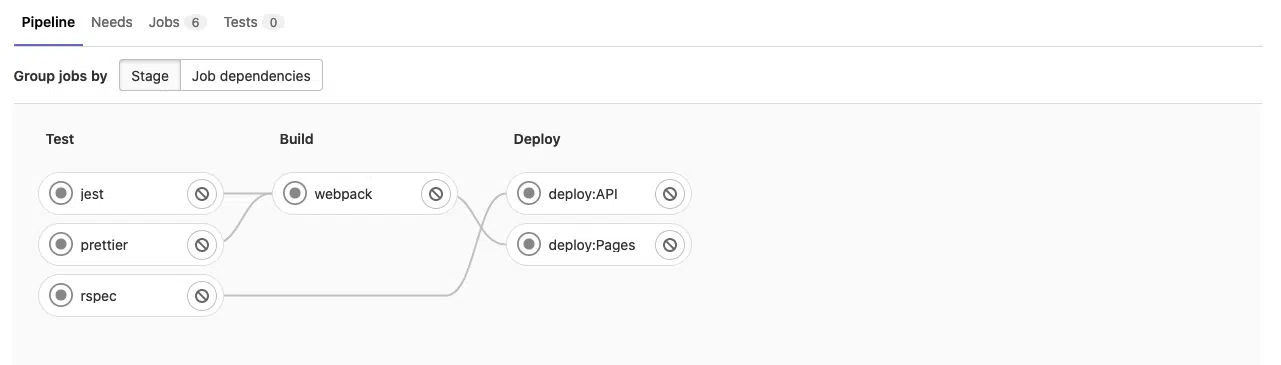 Pipeline Needs Jobs 6 Tests 0
Group jobs by Stage Job dependencies
Test Build Deploy
jest webpack deploy:API
prettier deploy:Pages
rspec